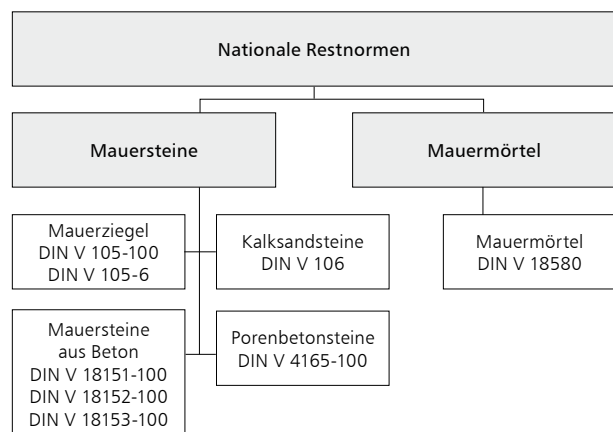 Nationale Restnormen
Mauersteine
Mauermörtel
Mauerziegel
DIN V 105-100
DIN V 105-6
Kalksandsteine
DIN V 106
Mauermörtel
DIN V 18580
Mauersteine
aus Beton
DIN V 18151-100
DIN V 18152-100
DIN V 18153-100
Porenbetonsteine
DIN V 4165-100